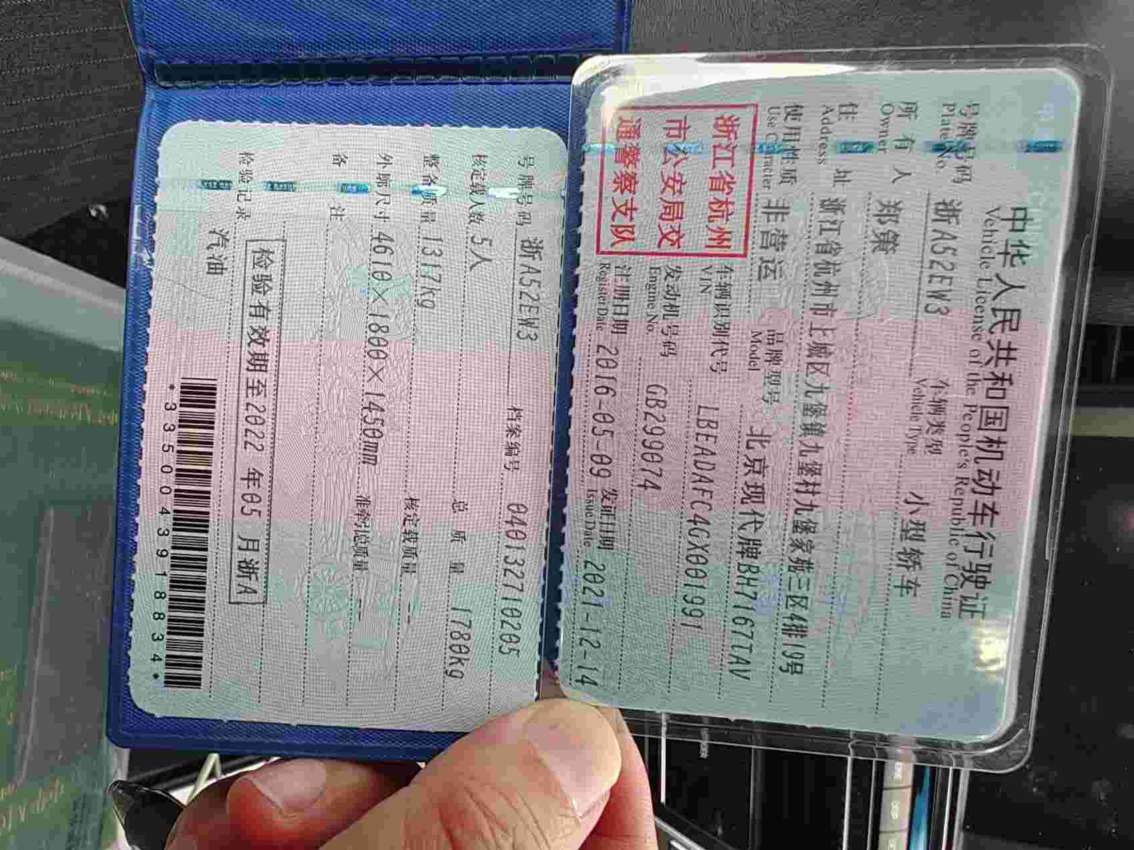 中华人民共和国机动车行驶证
Vehicle License of the People's Republic of China
号牌号码 浙A52EW3 车辆类型 小型轿车
Plate No. Vehicle Type
所有人 郑策
Owner
住址 浙江省杭州市上城区九堡镇九堡村九堡家苑三区4排19号
Address
使用性质 非营运 品牌型号 北京现代牌BH7167TAV
Use Character Model
浙江省杭州
市公安局交
通警察支队
车辆识别代号 LBEADAFC4GX001991
VIN
发动机号码 GB299074
Engine No.
注册日期 2016-05-09 发证日期 2021-12-14
Register Date Issue Date
号牌号码 浙A52EW3 档案编号 040132710205
核定载人数 5人 总质量 1780kg
整备质量 1317kg 核定载质量 --
外廓尺寸 4610×1800×1450mm 准牵引总质量 --
备注
检验有效期至2022 年05 月浙A
检验记录 汽油
*3350043918834*